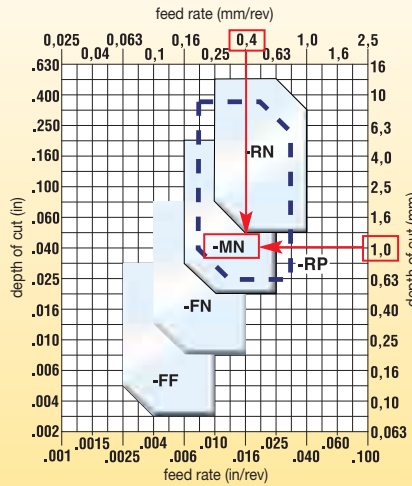 feed rate (mm/rev)
0,025 0,063 0,16 0,4 1,0 2,5
0,04 0,1 0,25 0,63 1,6
.630 16
.400 10
.250 6,3
.160 4,0
.100 2,5
.060 1,6
.040 1,0
.025 0,63
.016 0,40
.010 0,25
.006 0,16
.004 0,10
.002 0,063
depth of cut (in)
depth of cut (mm)
-RN
-MN
-RP
-FN
-FF
.0015 .004 .010 .025 .060
.001 .0025 .006 .016 .040 .100
feed rate (in/rev)